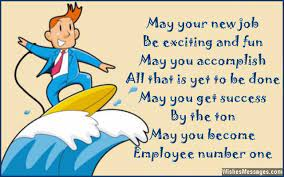 May your new job
Be exciting and fun
May you accomplish
All that is yet to be done
May you get success
By the ton
May you become
Employee number one
WishesMessages.com